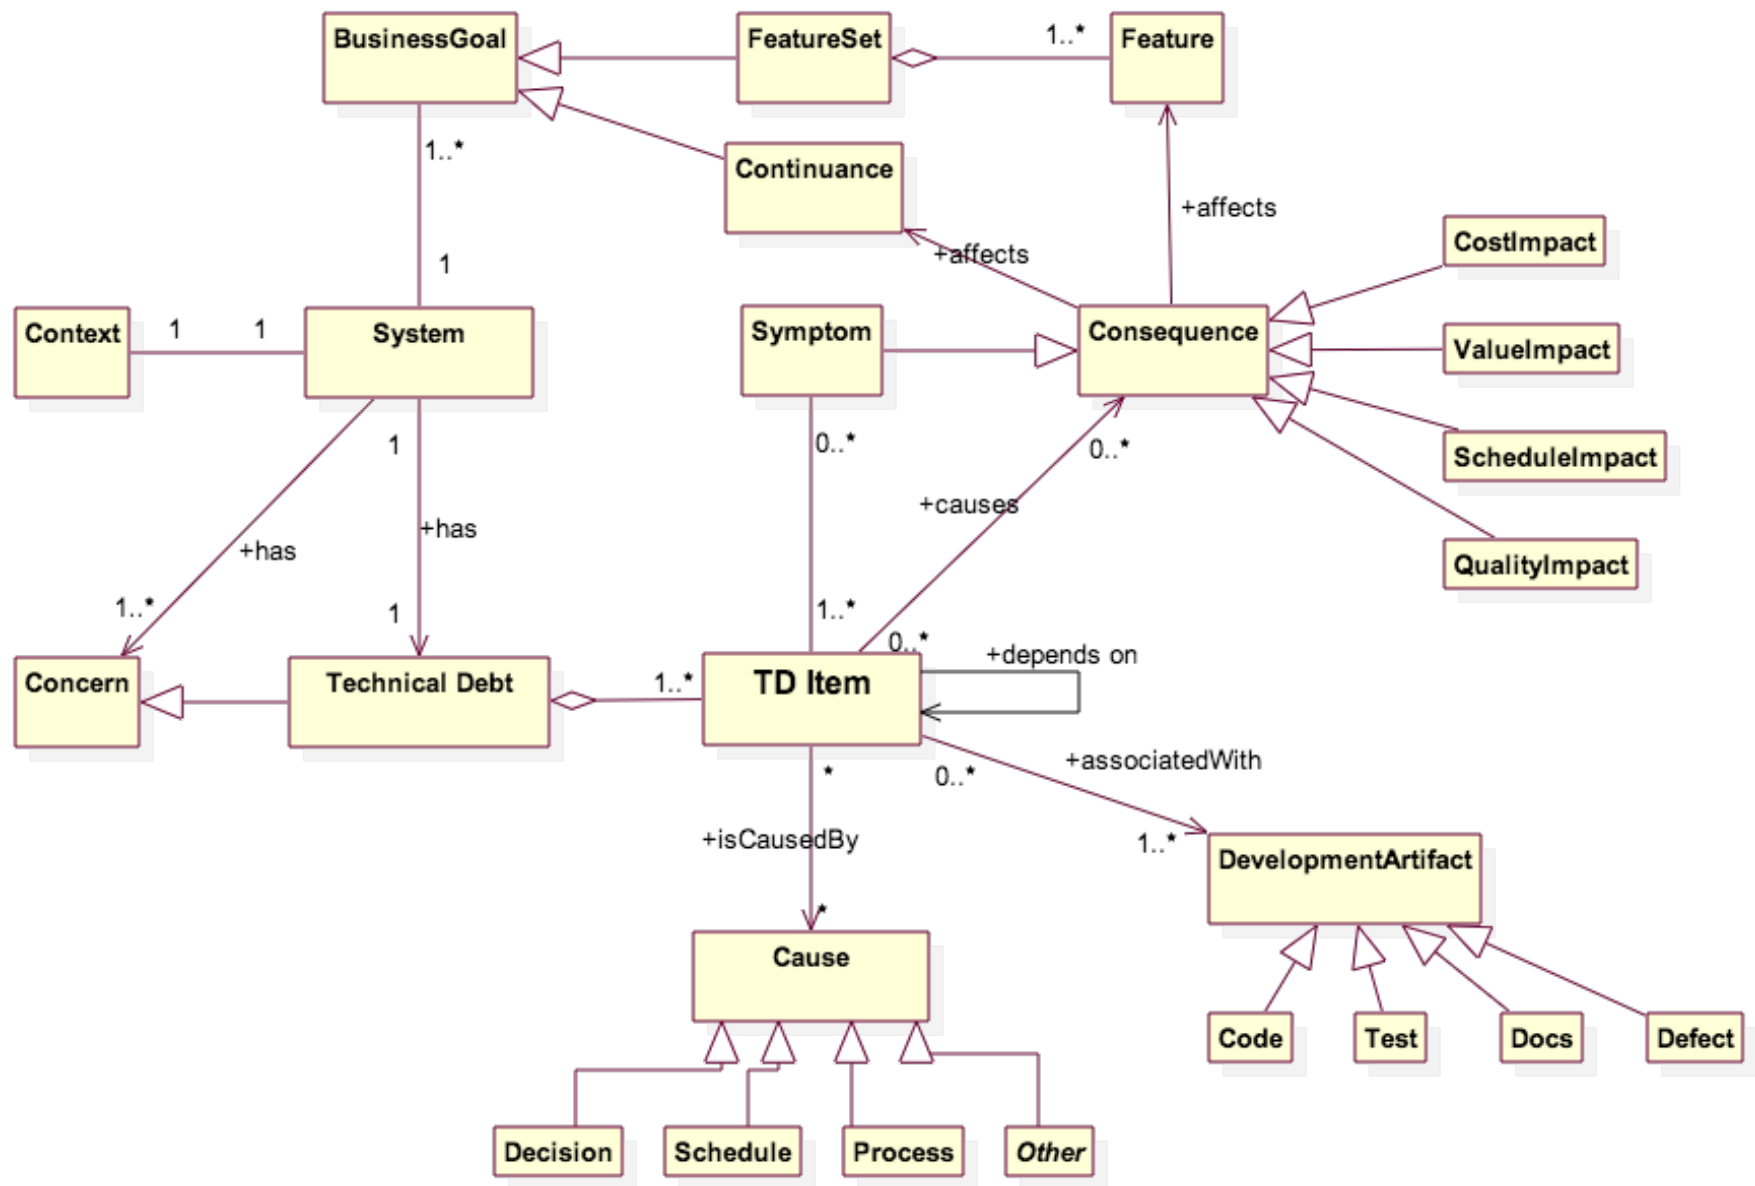 BusinessGoal
FeatureSet
1..*
Feature
1..*
Continuance
+affects
+affects
CostImpact
1
Context
1
1
System
Symptom
Consequence
ValueImpact
1
0..*
0..*
ScheduleImpact
+has
+has
+causes
QualityImpact
1..*
1
1..*
0..*
+depends on
Concern
Technical Debt
1..*
TD Item
*
0..*
+associatedWith
+isCausedBy
1..*
DevelopmentArtifact
*
Cause
Code
Test
Docs
Defect
Decision
Schedule
Process
Other